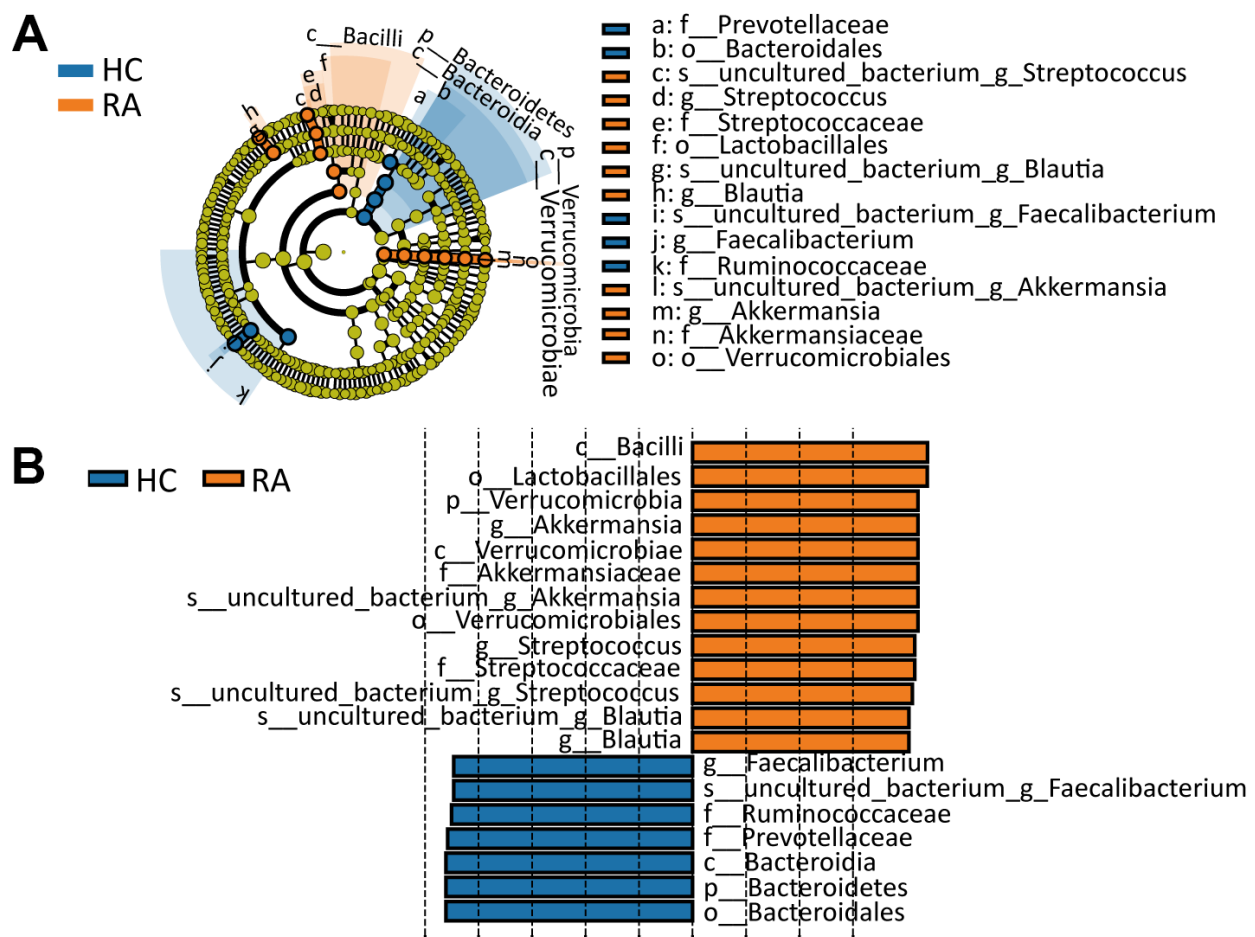 A
HC
RA
c__Bacilli
p__Bacteroidetes
c__Bacteroidia
p__Verrucomicrobia
c__Verrucomicrobiae
h
g
c
d
e
f
a
b
m
n
o
j
k
a: f__Prevotellaceae
b: o__Bacteroidales
c: s__uncultured_bacterium_g_Streptococcus
d: g__Streptococcus
e: f__Streptococcaceae
f: o__Lactobacillales
g: s__uncultured_bacterium_g_Blautia
h: g__Blautia
i: s__uncultured_bacterium_g_Faecalibacterium
j: g__Faecalibacterium
k: f__Ruminococcaceae
l: s__uncultured_bacterium_g_Akkermansia
m: g__Akkermansia
n: f__Akkermansiaceae
o: o__Verrucomicrobiales
B
HC
RA
c__Bacilli
o__Lactobacillales
p__Verrucomicrobia
g__Akkermansia
c__Verrucomicrobiae
f__Akkermansiaceae
s__uncultured_bacterium_g_Akkermansia
o__Verrucomicrobiales
g__Streptococcus
f__Streptococcaceae
s__uncultured_bacterium_g_Streptococcus
s__uncultured_bacterium_g_Blautia
g__Blautia
g__Faecalibacterium
s__uncultured_bacterium_g_Faecalibacterium
f__Ruminococcaceae
f__Prevotellaceae
c__Bacteroidia
p__Bacteroidetes
o__Bacteroidales